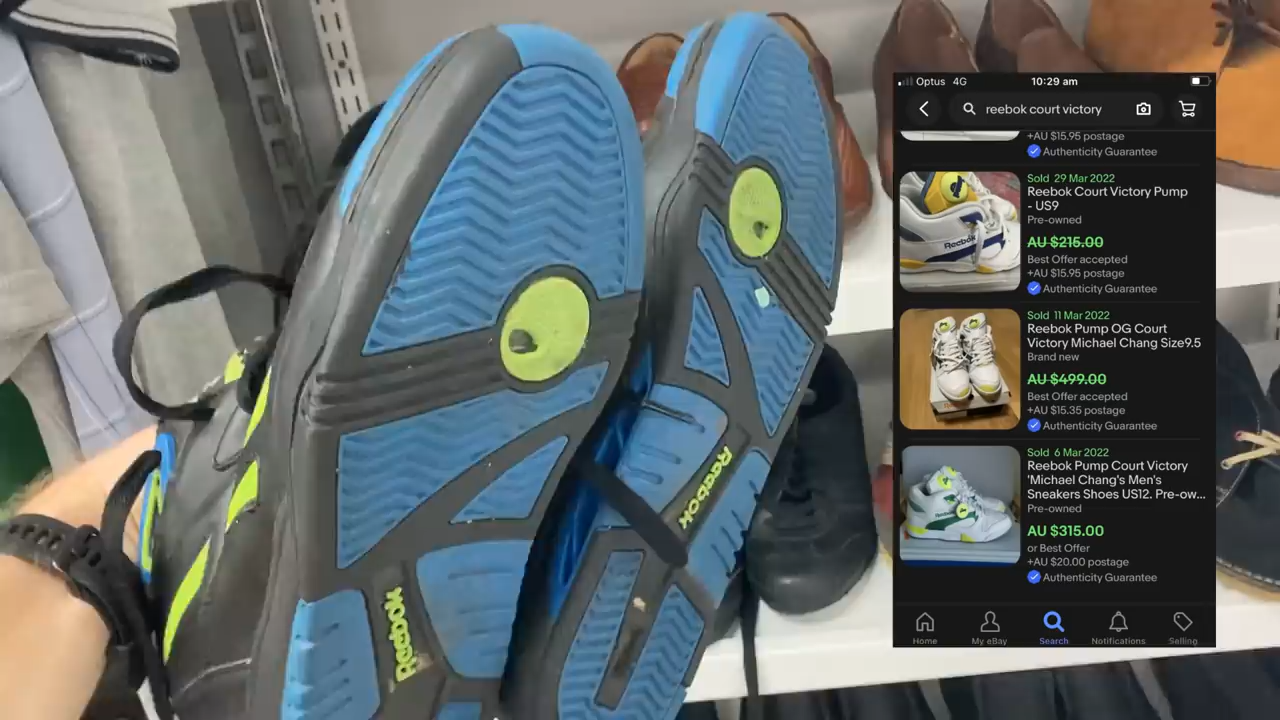 Reebok
Reebok
Optus 4G
10:29 am
reebok court victory
+AU $15.95 postage
Authenticity Guarantee
Sold 29 Mar 2022
Reebok Court Victory Pump
- US9
Pre-owned
AU $215.00
Best Offer accepted
+AU $15.95 postage
Authenticity Guarantee
Sold 11 Mar 2022
Reebok Pump OG Court
Victory Michael Chang Size9.5
Brand new
AU $499.00
Best Offer accepted
+AU $15.35 postage
Authenticity Guarantee
Sold 6 Mar 2022
Reebok Pump Court Victory
'Michael Chang's Men's
Sneakers Shoes US12. Pre-ow...
Pre-owned
AU $315.00
or Best Offer
+AU $20.00 postage
Authenticity Guarantee
Home
My eBay
Search
Notifications
Selling